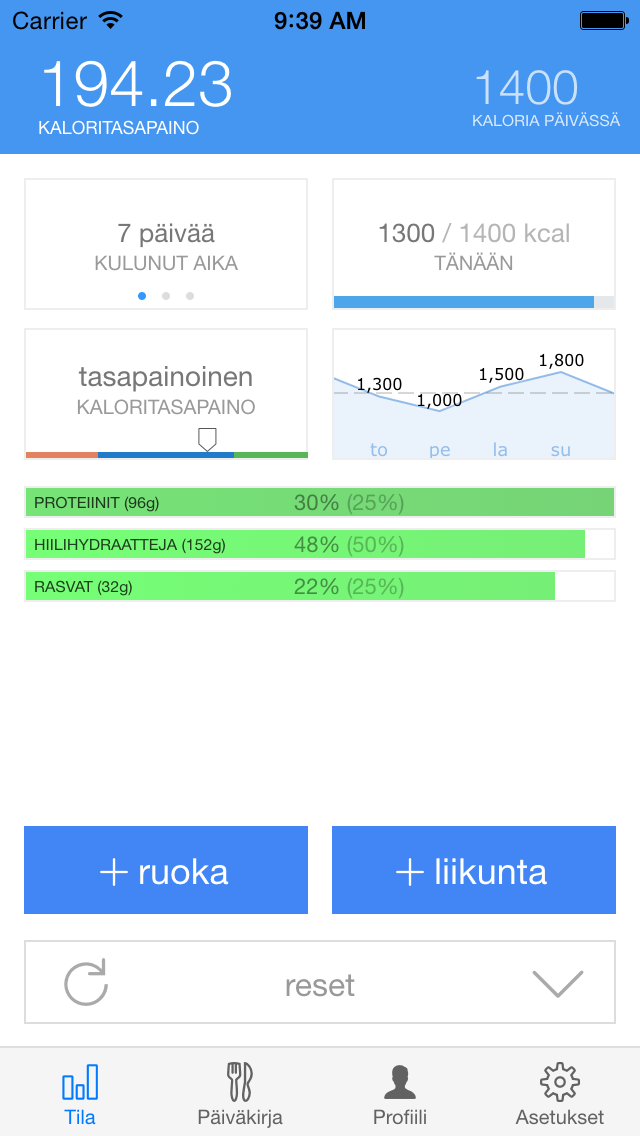 Carrier 9:39 AM
194.23
KALORITASAPAINO
1400
KALORIA PÄIVÄSSÄ
7 päivää
KULUNUT AIKA
1300 / 1400 kcal
TÄNÄÄN
tasapainoinen
KALORITASAPAINO
1,300
1,000
1,500
1,800
to pe la su
PROTEIINIT (96g) 30% (25%)
HIILIHYDRAATTEJA (152g) 48% (50%)
RASVAT (32g) 22% (25%)
+ ruoka
+ liikunta
reset
Tila Päiväkirja Profiili Asetukset